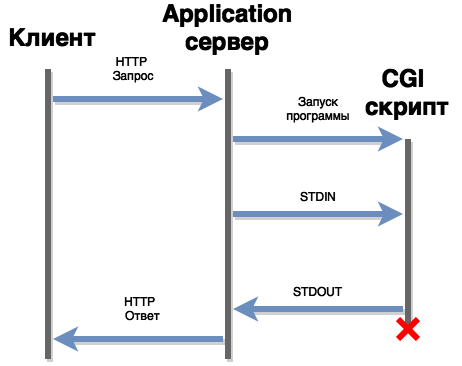 Клиент
Application
сервер
CGI
скрипт
HTTP
Запрос
Запуск
программы
STDIN
STDOUT
HTTP
Ответ